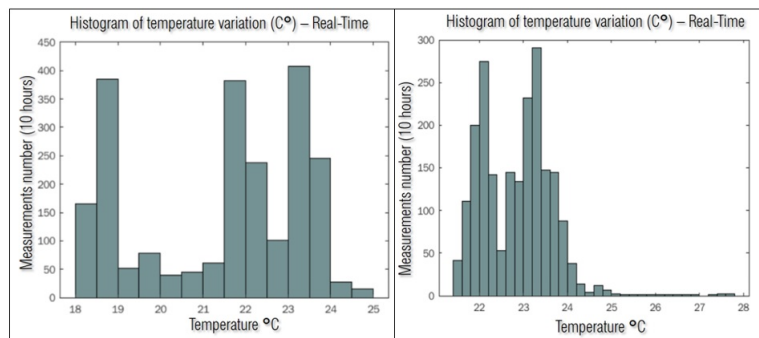 Histogram of temperature variation (C°) – Real-Time
Measurements number (10 hours)
450
400
350
300
250
200
150
100
50
0
18 19 20 21 22 23 24 25
Temperature °C
Histogram of temperature variation (C°) – Real-Time
Measurements number (10 hours)
300
250
200
150
100
50
0
22 23 24 25 26 27 28
Temperature °C